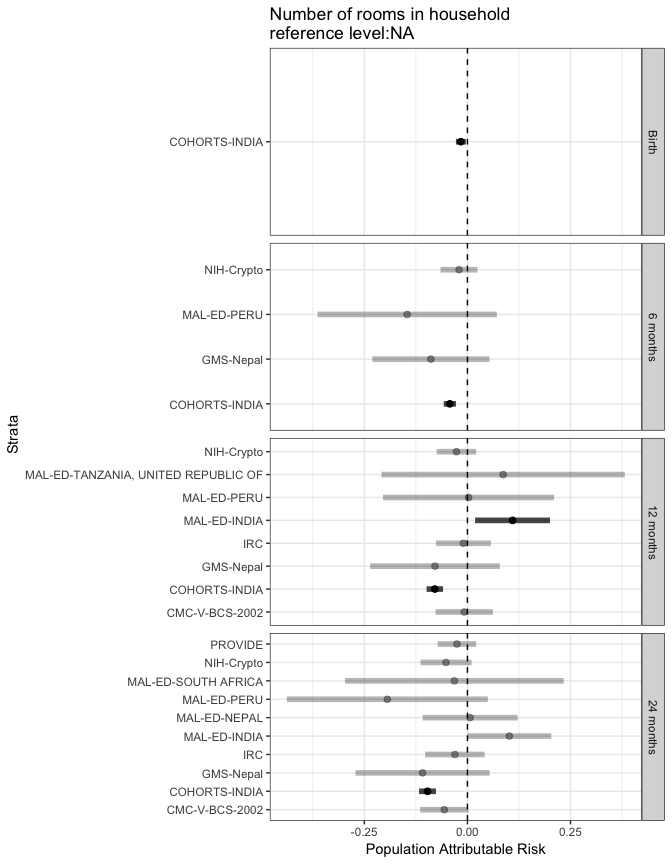 Number of rooms in household
reference level:NA
COHORTS-INDIA
Birth
NIH-Crypto
MAL-ED-PERU
GMS-Nepal
COHORTS-INDIA
6 months
NIH-Crypto
MAL-ED-TANZANIA, UNITED REPUBLIC OF
MAL-ED-PERU
MAL-ED-INDIA
IRC
GMS-Nepal
COHORTS-INDIA
CMC-V-BCS-2002
12 months
PROVIDE
NIH-Crypto
MAL-ED-SOUTH AFRICA
MAL-ED-PERU
MAL-ED-NEPAL
MAL-ED-INDIA
IRC
GMS-Nepal
COHORTS-INDIA
CMC-V-BCS-2002
24 months
Strata
-0.25 0.00 0.25
Population Attributable Risk